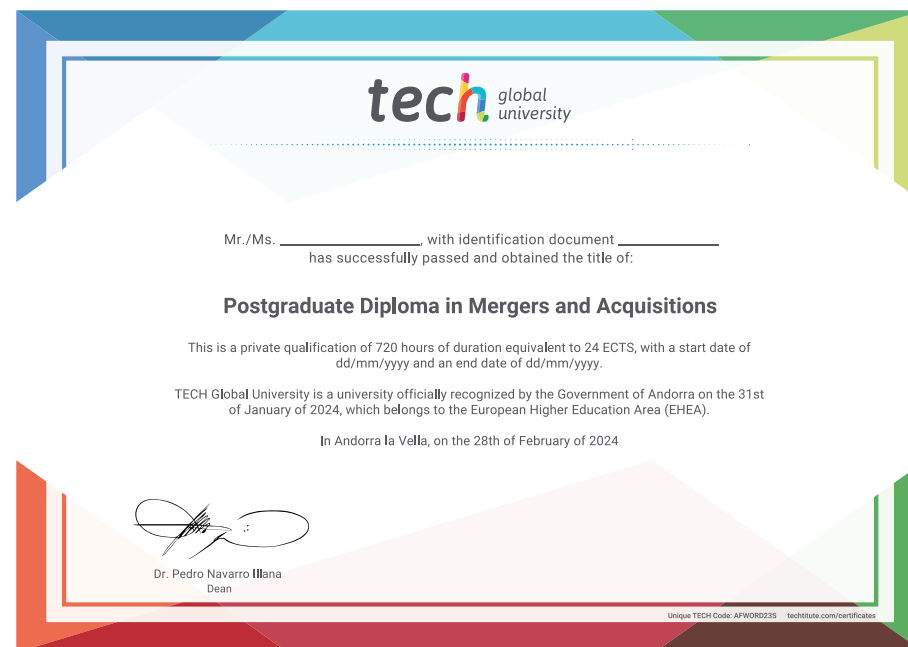 tech global university
Mr./Ms. ____________________, with identification document ______________
has successfully passed and obtained the title of:
Postgraduate Diploma in Mergers and Acquisitions
This is a private qualification of 720 hours of duration equivalent to 24 ECTS, with a start date of
dd/mm/yyyy and an end date of dd/mm/yyyy.
TECH Global University is a university officially recognized by the Government of Andorra on the 31st
of January of 2024, which belongs to the European Higher Education Area (EHEA).
In Andorra la Vella, on the 28th of February of 2024
Dr. Pedro Navarro Illana
Dean
Unique TECH Code: AFWORD23S techtitute.com/certificates